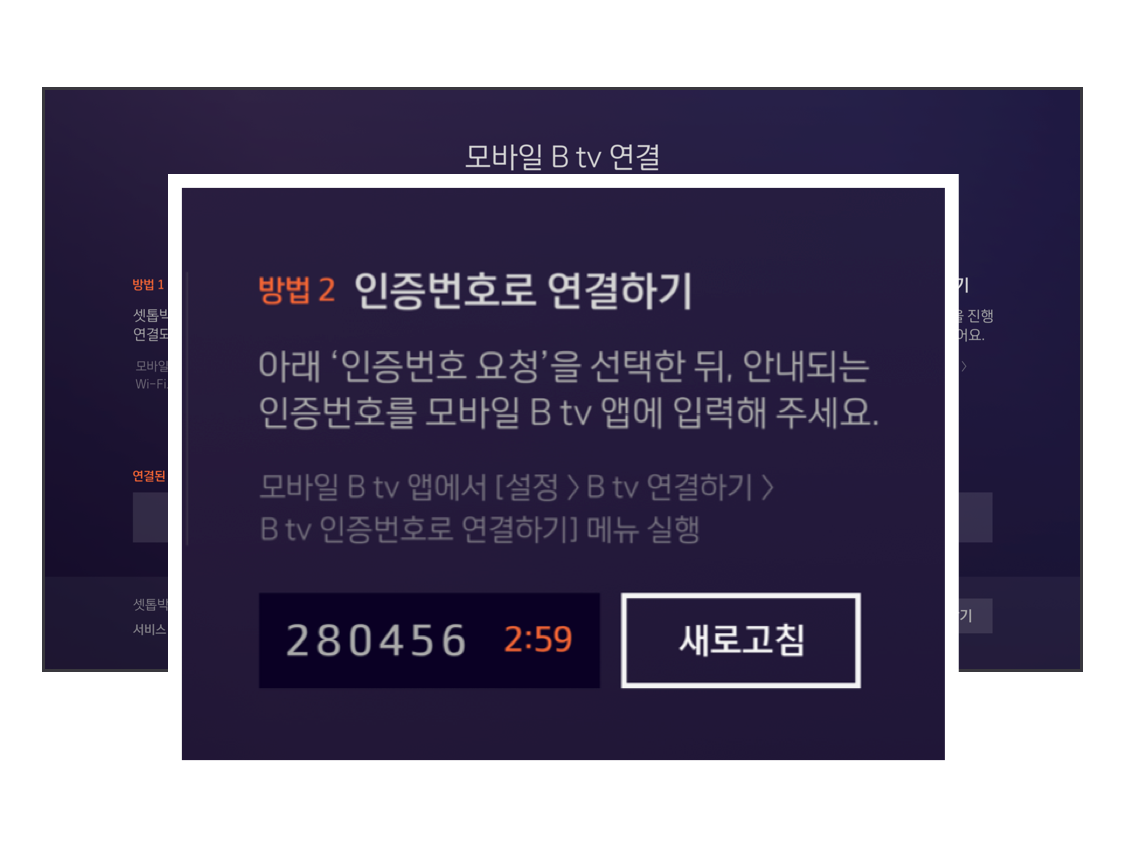 모바일 B tv 연결
방법 1
셋톱박
연결되
모바일
Wi-Fi
연결된
셋톱박
서비스
방법 2 인증번호로 연결하기
아래 ‘인증번호 요청’을 선택한 뒤, 안내되는
인증번호를 모바일 B tv 앱에 입력해 주세요.
모바일 B tv 앱에서 [설정 〉 B tv 연결하기 〉
B tv 인증번호로 연결하기] 메뉴 실행
280456 2:59 새로고침
기
진행
어요.
〉
기